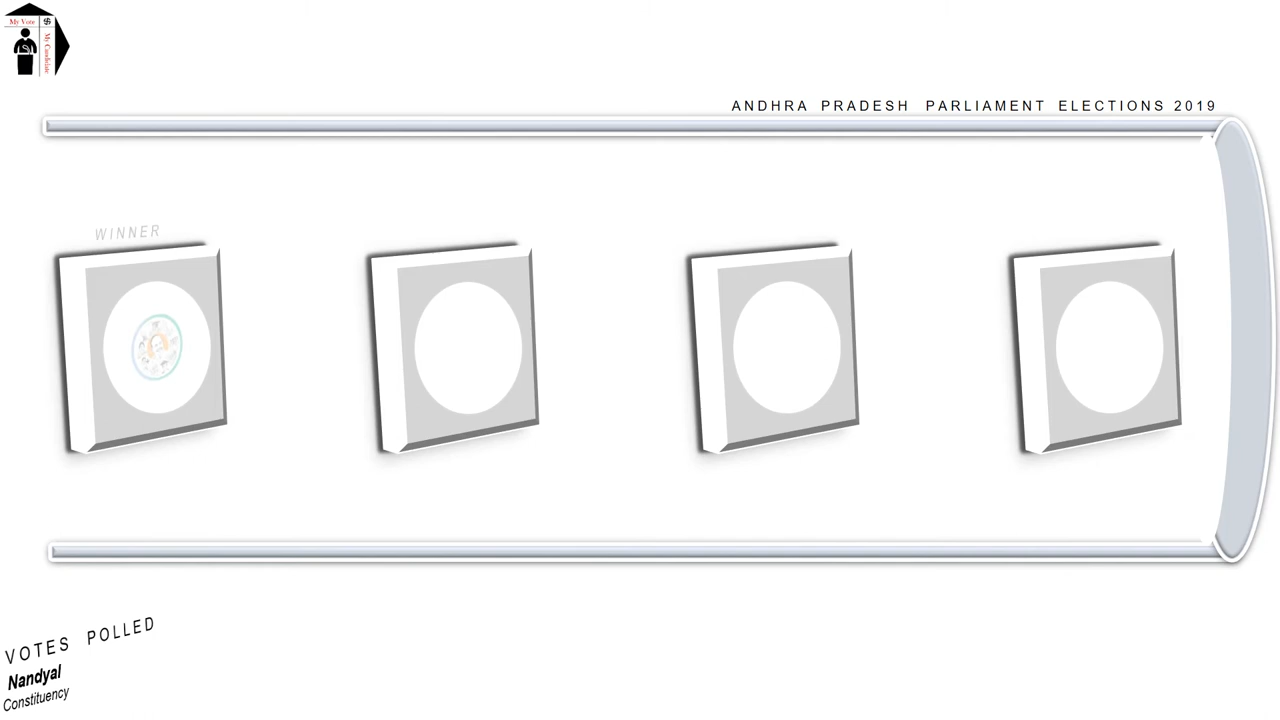 My Vote
$
My Candidate
ANDHRA PRADESH PARLIAMENT ELECTIONS 2019
WINNER
VOTES POLLED
Nandyal
Constituency